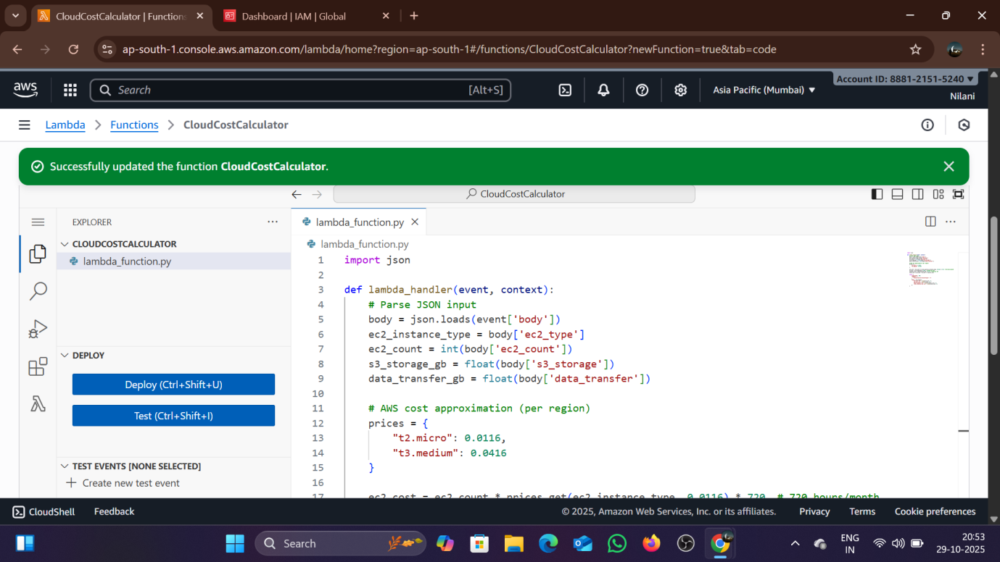 CloudCostCalculator | Functions
Dashboard | IAM | Global
ap-south-1.console.aws.amazon.com/lambda/home?region=ap-south-1#/functions/CloudCostCalculator?newFunction=true&tab=code
aws
Search
[Alt+S]
Asia Pacific (Mumbai)
Account ID: 8881-2151-5240
Nilani
Lambda
Functions
CloudCostCalculator
Successfully updated the function CloudCostCalculator.
CloudCostCalculator
EXPLORER
CLOUDCOSTCALCULATOR
lambda_function.py
DEPLOY
Deploy (Ctrl+Shift+U)
Test (Ctrl+Shift+I)
TEST EVENTS [NONE SELECTED]
Create new test event
lambda_function.py
lambda_function.py
1 import json
2
3 def lambda_handler(event, context):
4 # Parse JSON input
5 body = json.loads(event['body'])
6 ec2_instance_type = body['ec2_type']
7 ec2_count = int(body['ec2_count'])
8 s3_storage_gb = float(body['s3_storage'])
9 data_transfer_gb = float(body['data_transfer'])
10
11 # AWS cost approximation (per region)
12 prices = {
13 "t2.micro": 0.0116,
14 "t3.medium": 0.0416
15 }
16
17 ec2_cost = ec2_count * prices.get(ec2_instance_type, 0.0116) * 720 # 720 hours/month
CloudShell
Feedback
© 2025, Amazon Web Services, Inc. or its affiliates.
Privacy
Terms
Cookie preferences
Search
ENG
IN
20:53
29-10-2025